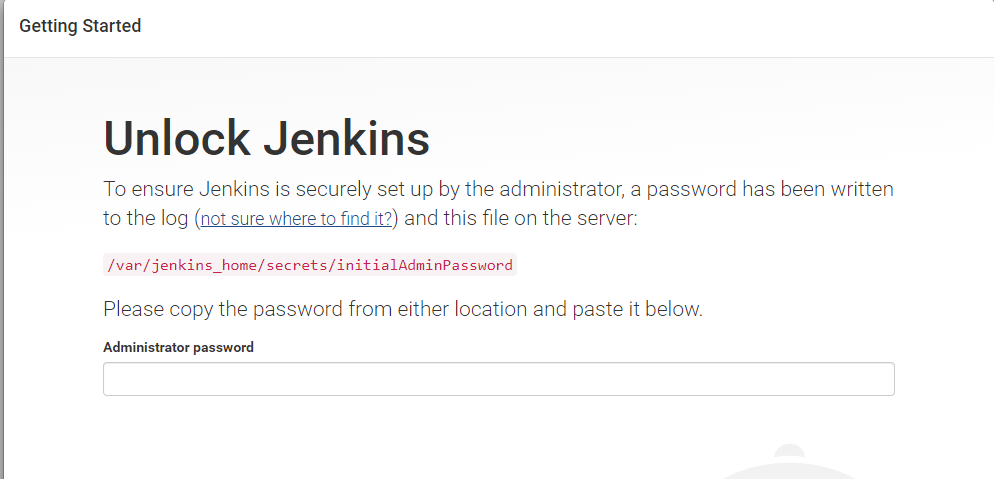 Getting Started
Unlock Jenkins
To ensure Jenkins is securely set up by the administrator, a password has been written
to the log (not sure where to find it?) and this file on the server:
/var/jenkins_home/secrets/initialAdminPassword
Please copy the password from either location and paste it below.
Administrator password